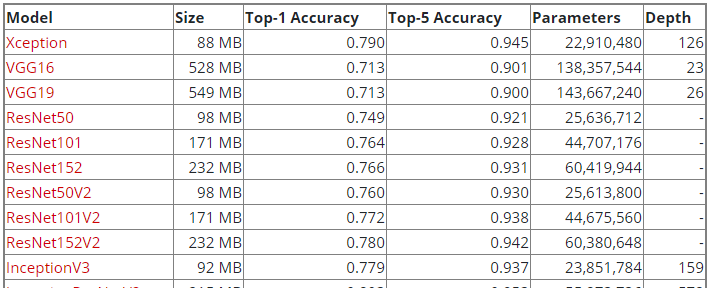 Model Size Top-1 Accuracy Top-5 Accuracy Parameters Depth
Xception 88 MB 0.790 0.945 22,910,480 126
VGG16 528 MB 0.713 0.901 138,357,544 23
VGG19 549 MB 0.713 0.900 143,667,240 26
ResNet50 98 MB 0.749 0.921 25,636,712 -
ResNet101 171 MB 0.764 0.928 44,707,176 -
ResNet152 232 MB 0.766 0.931 60,419,944 -
ResNet50V2 98 MB 0.760 0.930 25,613,800 -
ResNet101V2 171 MB 0.772 0.938 44,675,560 -
ResNet152V2 232 MB 0.780 0.942 60,380,648 -
InceptionV3 92 MB 0.779 0.937 23,851,784 159